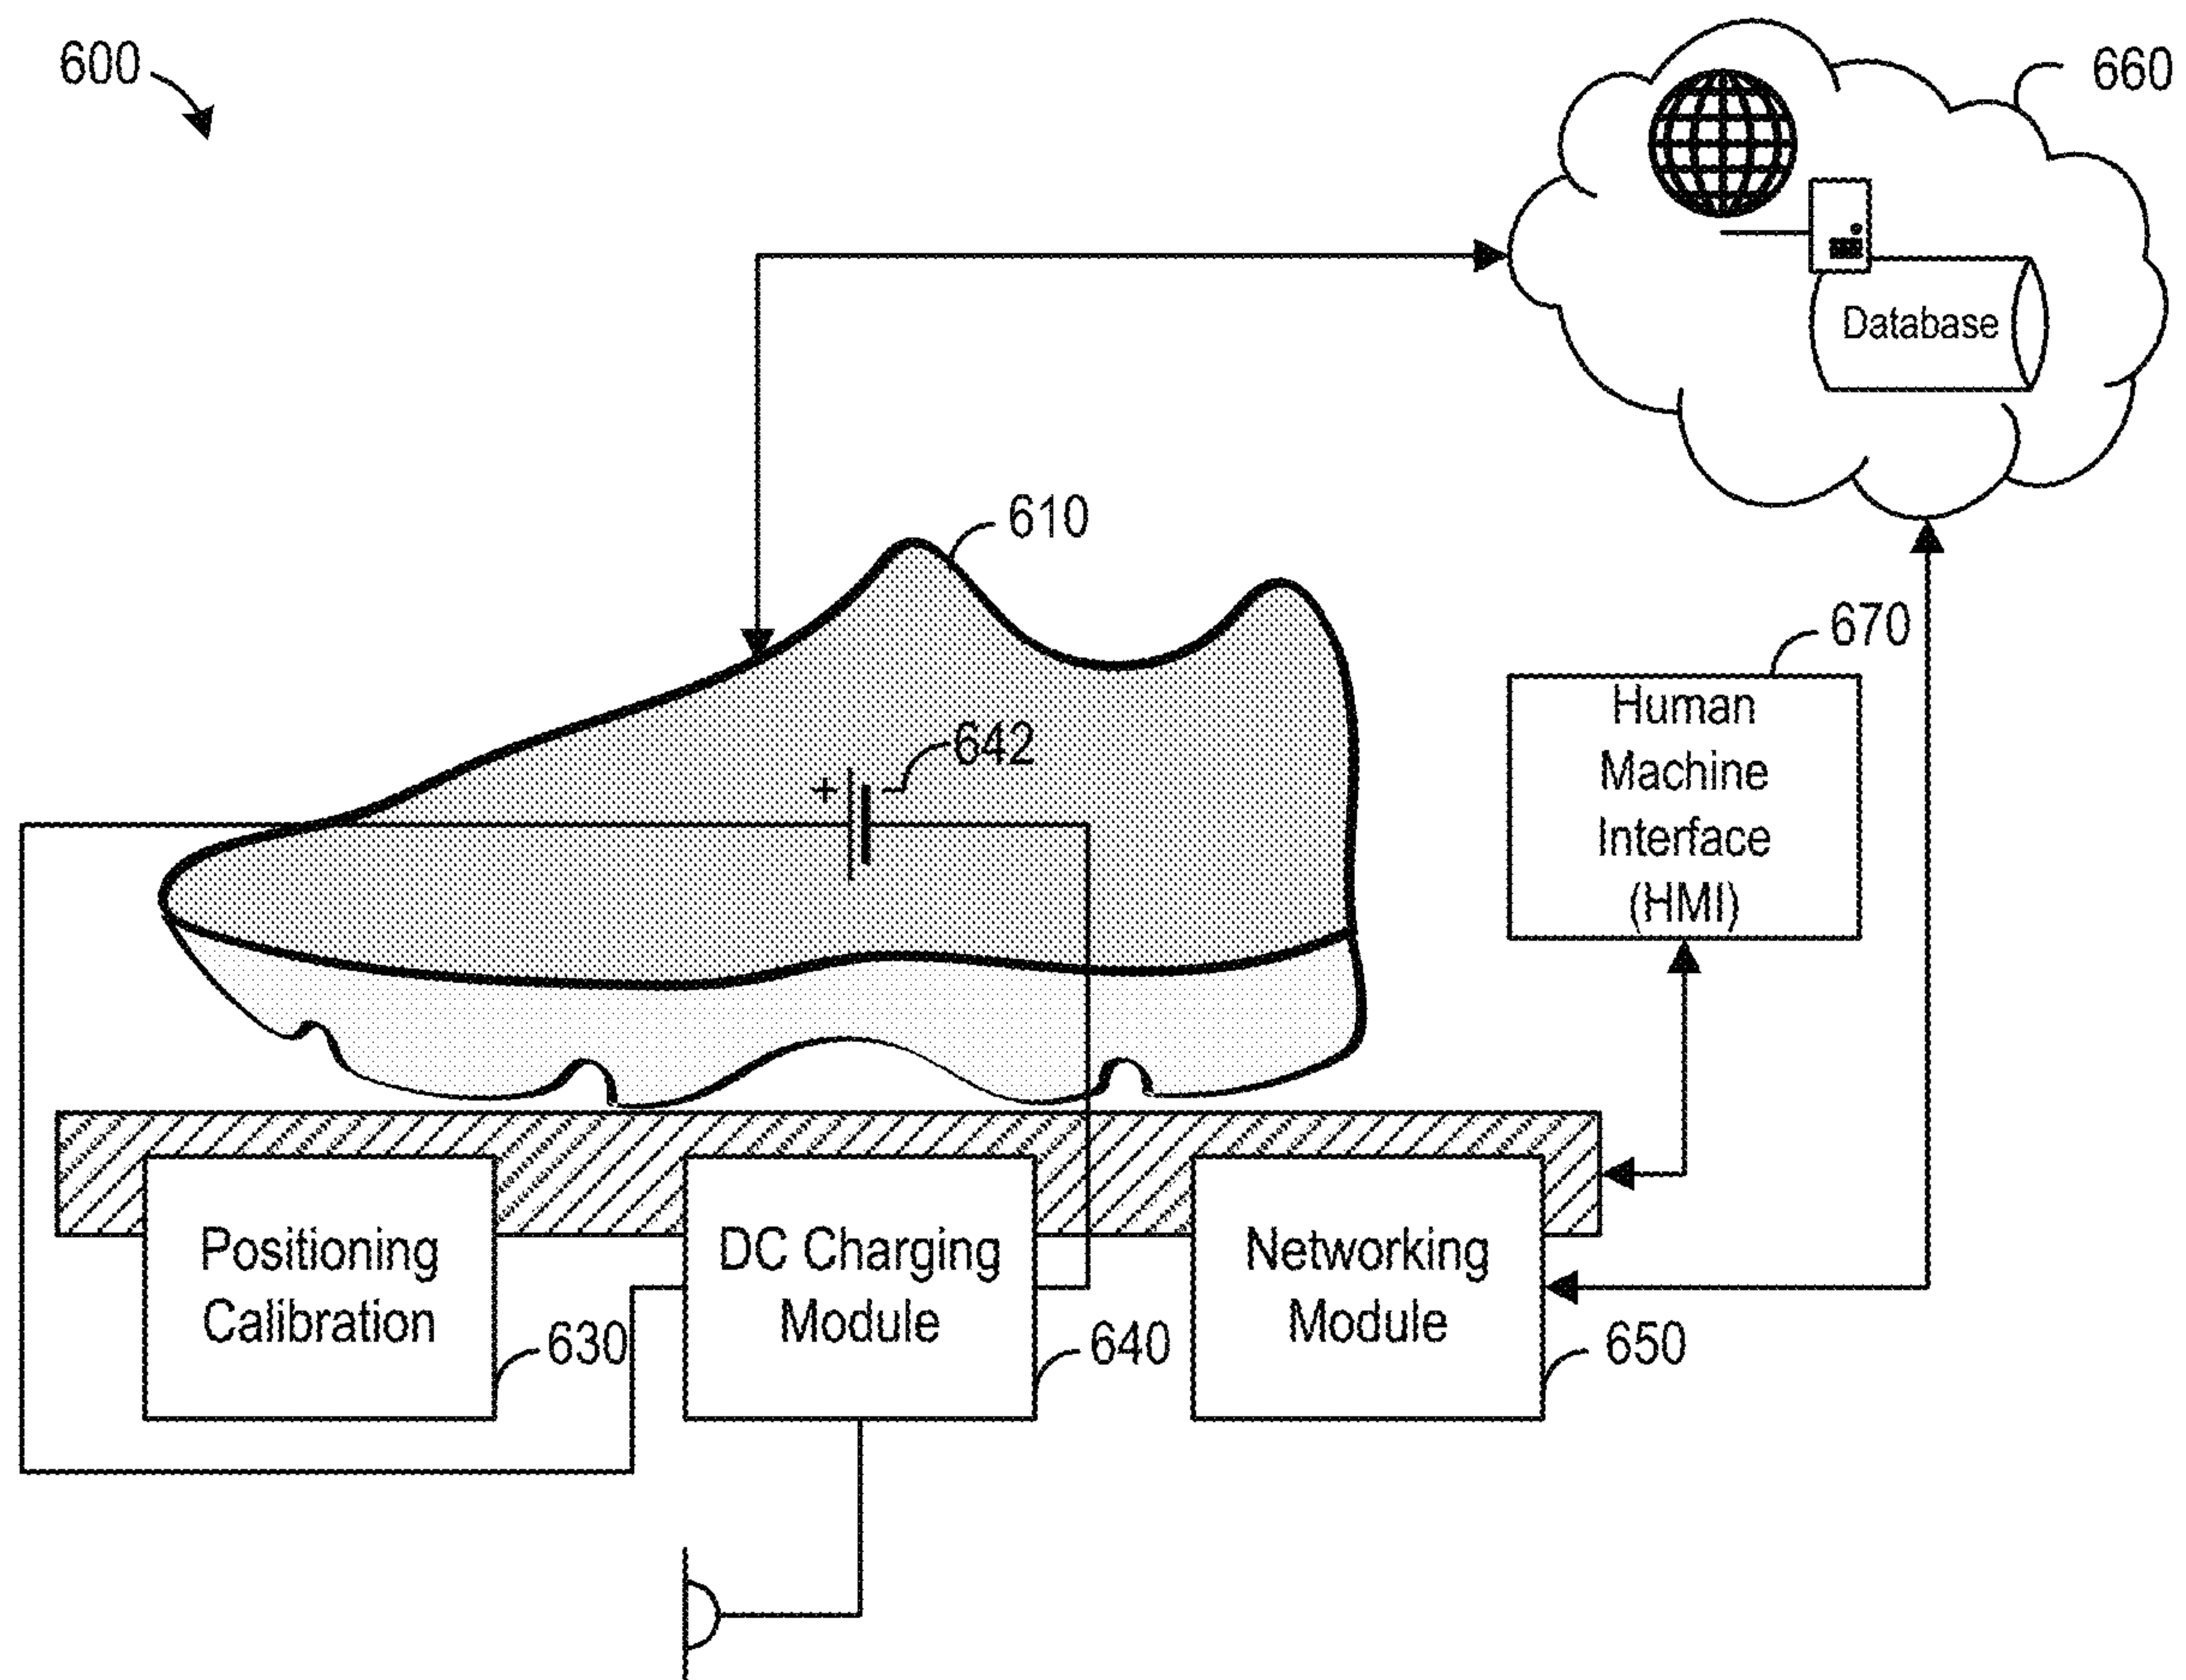 600
660
Database
610
670
Human
Machine
Interface
(HMI)
642
+ -
Positioning
Calibration
630
DC Charging
Module
640
Networking
Module
650